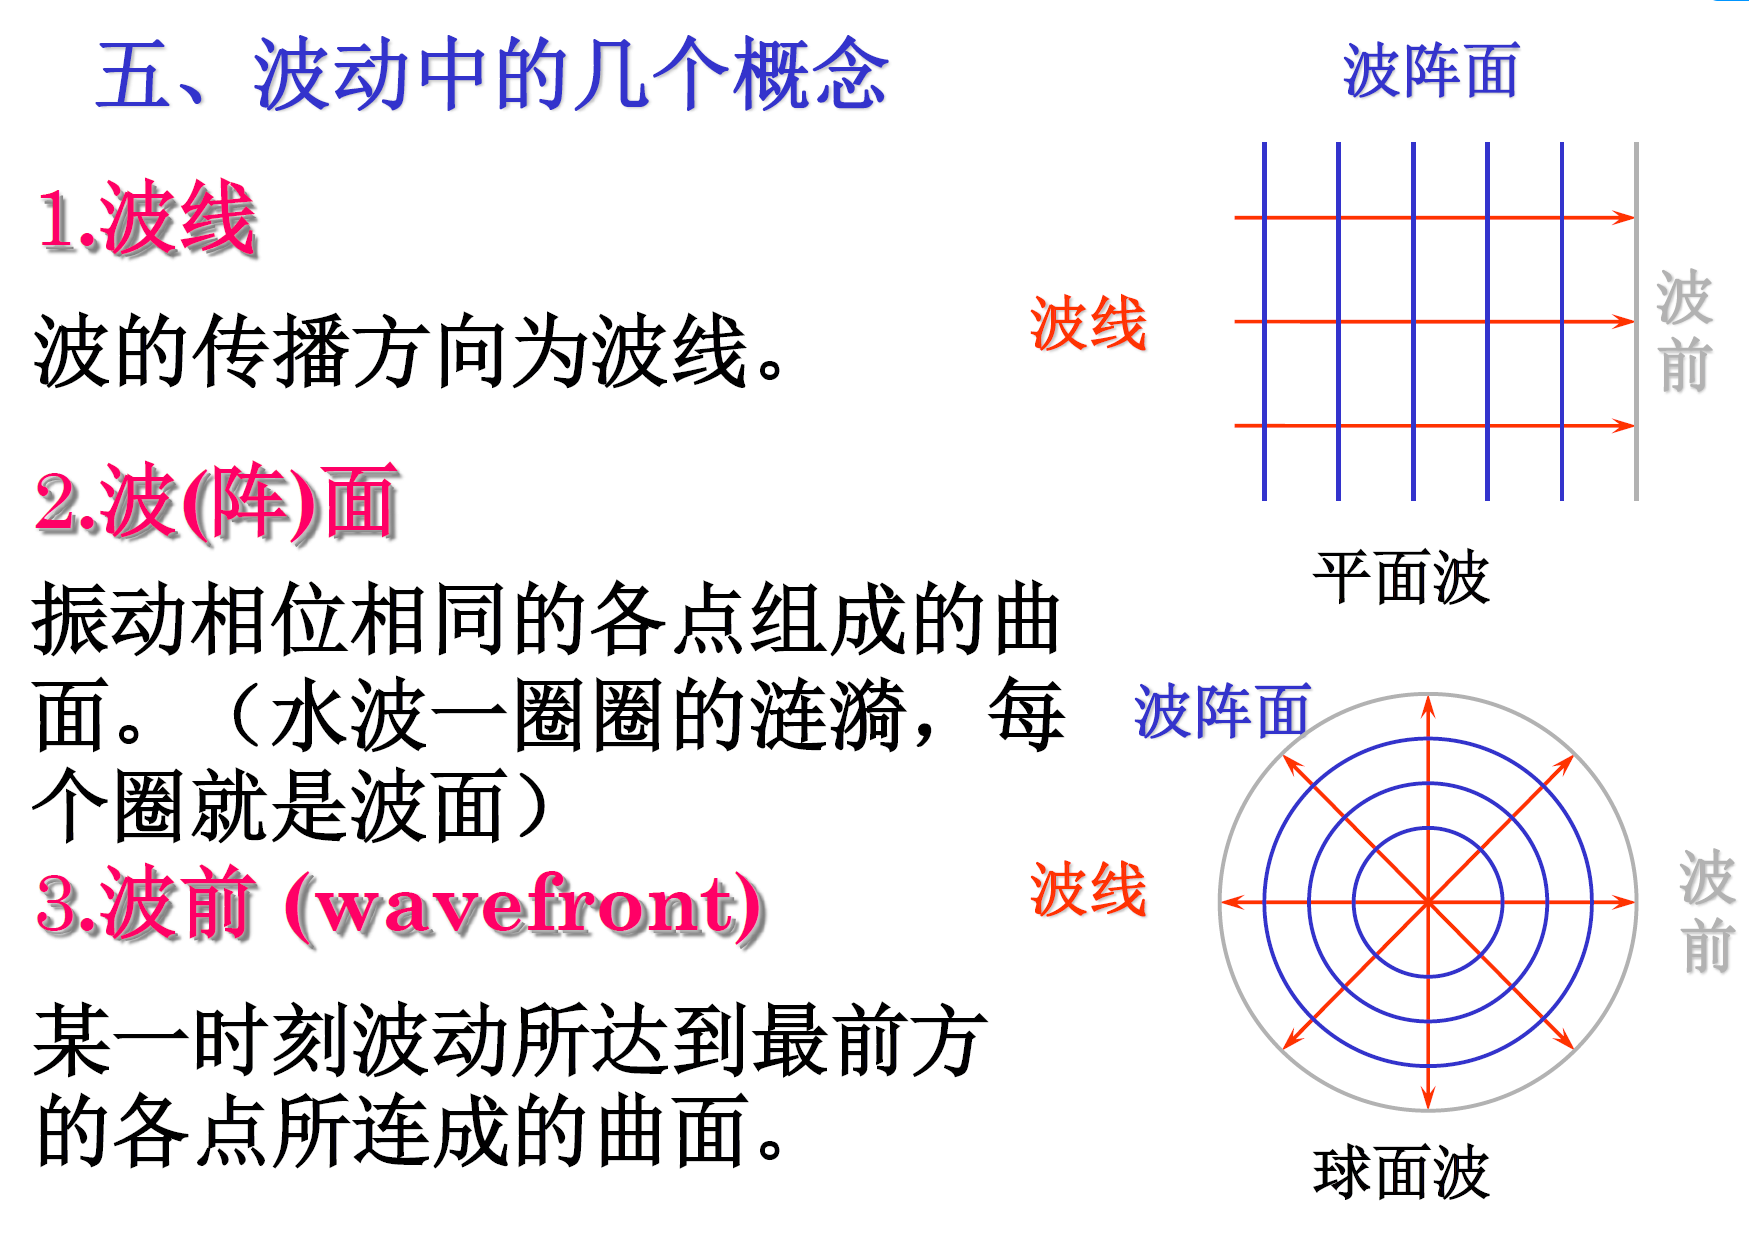 五、波动中的几个概念
1.波线
波的传播方向为波线。
2.波(阵)面
振动相位相同的各点组成的曲
面。（水波一圈圈的涟漪，每
个圈就是波面）
3.波前 (wavefront)
某一时刻波动所达到最前方
的各点所连成的曲面。
波阵面
波线
波
前
平面波
波阵面
波线
波
前
球面波